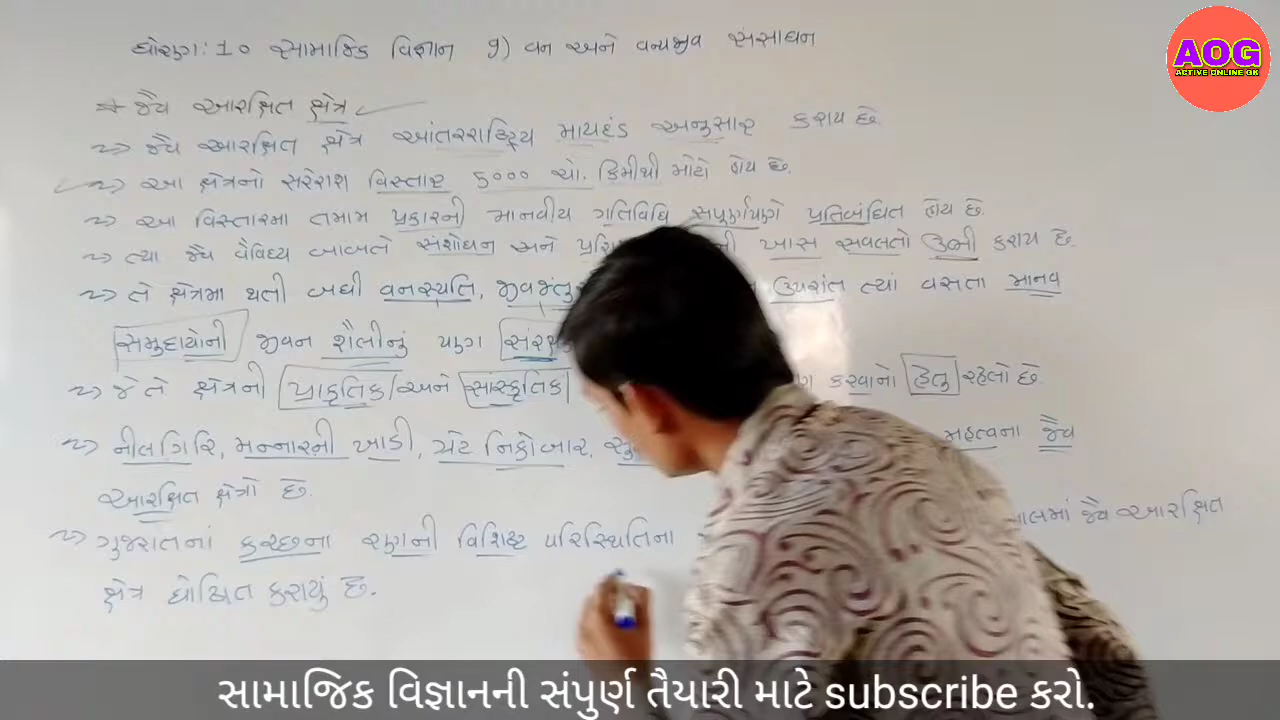 ધોરણ: 10 સામાજિક વિજ્ઞાન 9) વન અને વન્યજીવ સંસાધન
AOG
ACTIVE ONLINE GK
* જૈવ આરક્ષિત ક્ષેત્ર
~> જૈવ આરક્ષિત ક્ષેત્ર આંતરરાષ્ટ્રિય માપદંડ અનુસાર કરાય છે.
~> આ ક્ષેત્રનો સરેરાશ વિસ્તાર 5000 ચો. કિમીથી મોટો હોય છે.
~> આ વિસ્તારમા તમામ પ્રકારની માનવીય ગતિવિધિ સંપુર્ણપણે પ્રતિબંધિત હોય છે.
~> ત્યા જૈવ વૈવિધ્ય બાબતે સંશોધન અને ની ખાસ સવલતો ઉભી કરાય છે.
~> તે ક્ષેત્રમા થતી બધી વનસ્પતિ, જીવજંતુ ઉપરાંત ત્યાં વસતા માનવ
સમુદાયોની જીવન શૈલીનું પણ
~> જે તે ક્ષેત્રની પ્રાકૃતિક અને સાંસ્કૃતિક કરવાનો હેતુ રહેલો છે.
~> નીલગિરિ, મન્નારની ખાડી, ગ્રેટ નિકોબાર, મહત્વના જૈવ
આરક્ષિત ક્ષેત્રો છે.
~> ગુજરાતનાં કચ્છના રણની વિશિષ્ટ પરિસ્થિતિના જૈવ આરક્ષિત
ક્ષેત્ર ઘોષિત કરાયું છે.
સામાજિક વિજ્ઞાનની સંપુર્ણ તૈયારી માટે subscribe કરો.